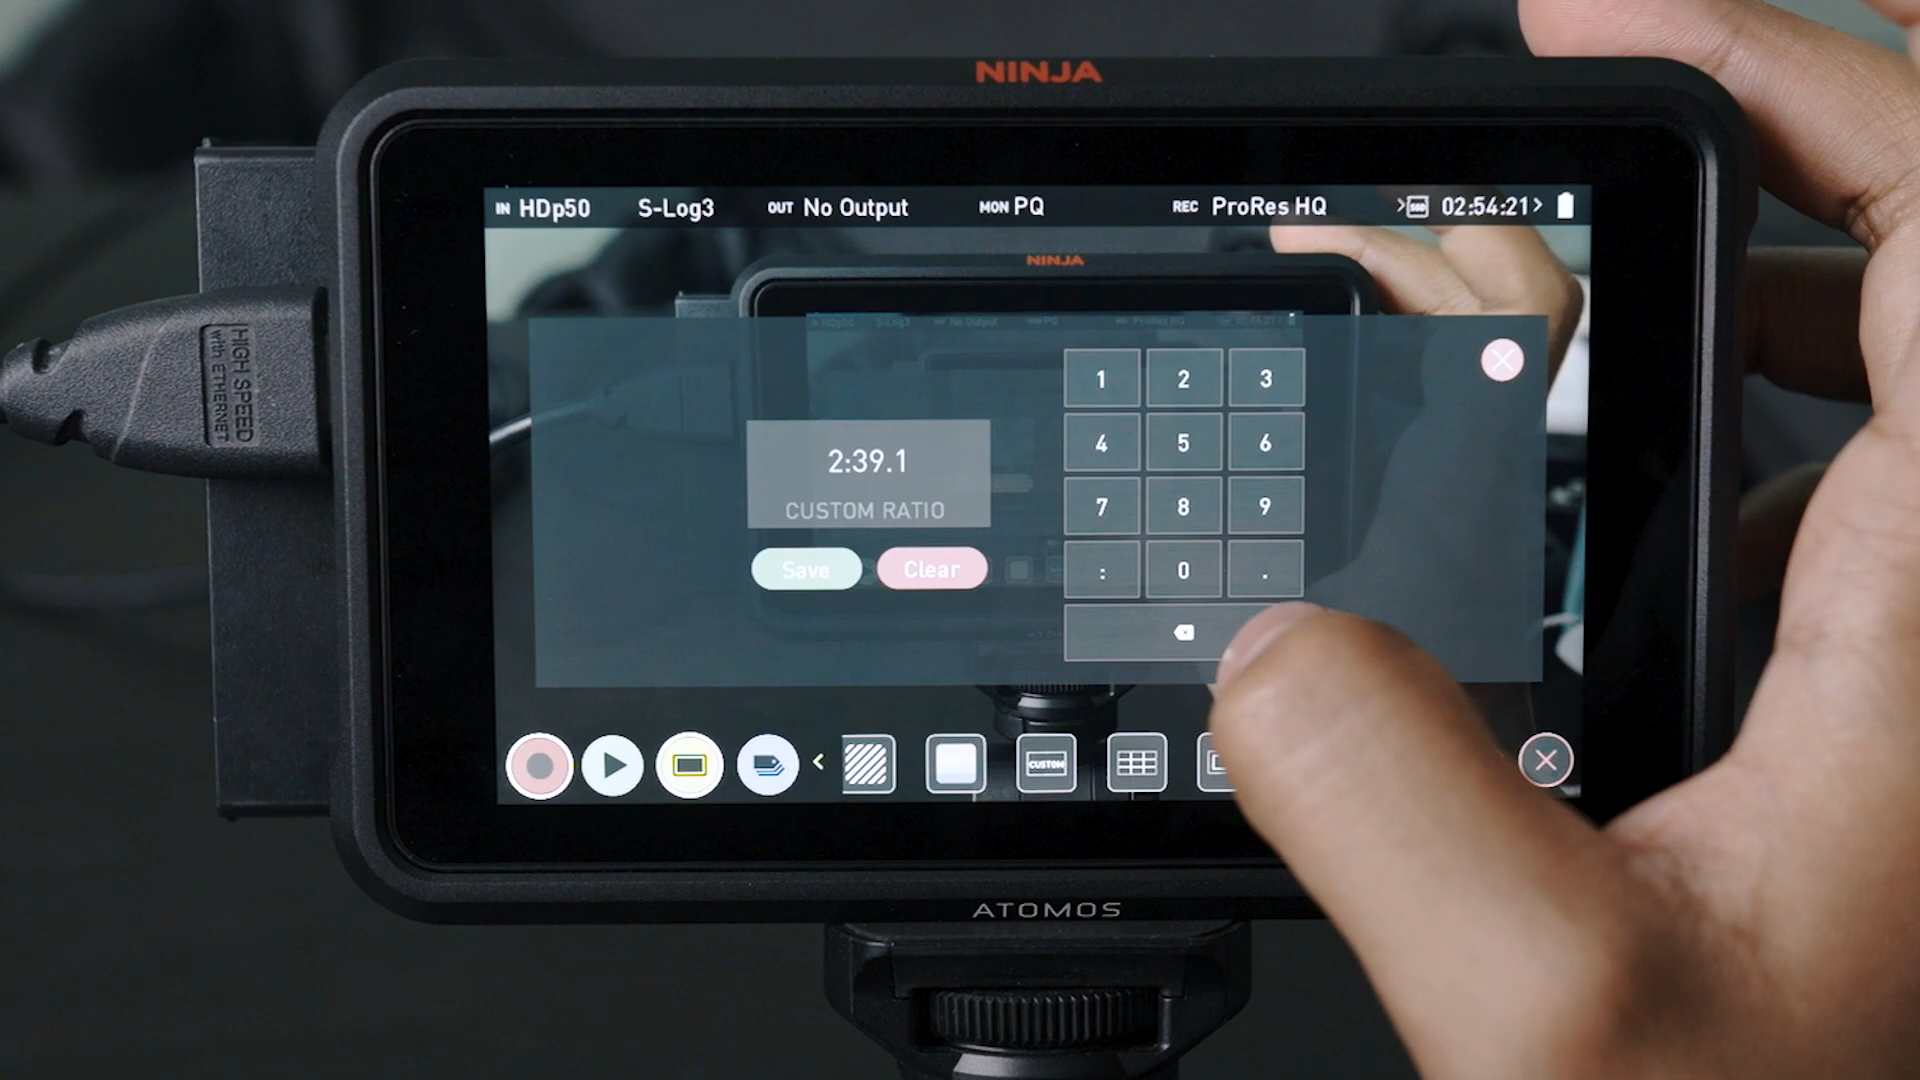 NINJA
IN HDp50 S-Log3 OUT No Output MON PQ REC ProRes HQ > SSD 02:54:21 >
NINJA
HIGH SPEED
with ETHERNET
2:39.1
CUSTOM RATIO
Save Clear
1 2 3
4 5 6
7 8 9
: 0 .
CUSTOM
ATOMOS